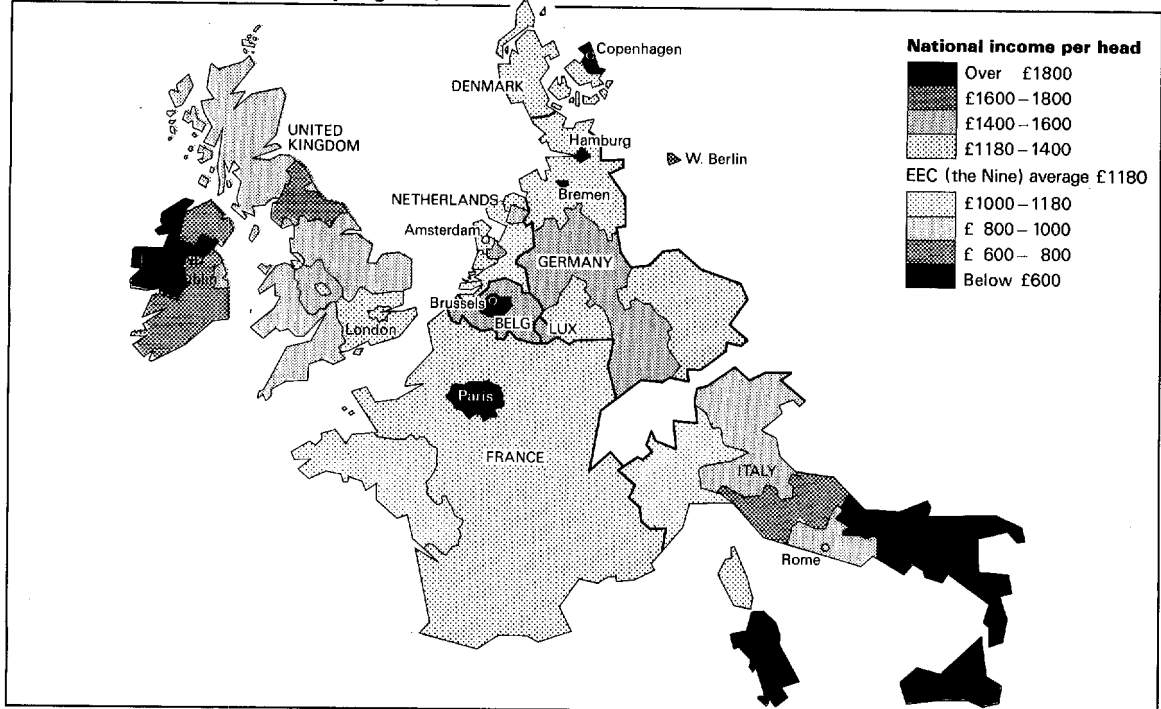 Copenhagen
DENMARK
UNITED
KINGDOM
Hamburg
W. Berlin
Bremen
NETHERLANDS
Amsterdam
GERMANY
Dublin
Brussels
BELG
LUX
London
Paris
FRANCE
ITALY
Rome
National income per head
Over £1800
£1600–1800
£1400–1600
£1180–1400
EEC (the Nine) average £1180
£1000–1180
£ 800–1000
£ 600– 800
Below £600